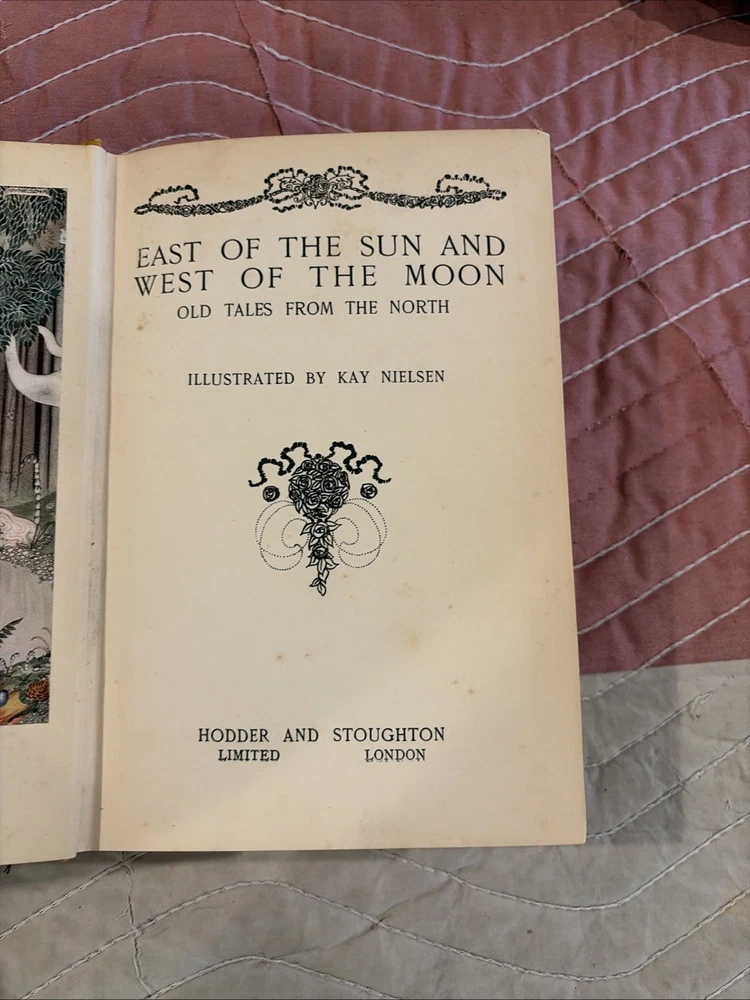 EAST OF THE SUN AND
WEST OF THE MOON
OLD TALES FROM THE NORTH
ILLUSTRATED BY KAY NIELSEN
HODDER AND STOUGHTON
LIMITED LONDON